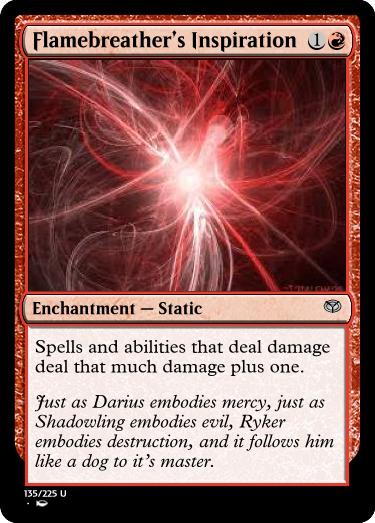 Flamebreather's Inspiration 1
Enchantment — Static
Spells and abilities that deal damage
deal that much damage plus one.
Just as Darius embodies mercy, just as
Shadowling embodies evil, Ryker
embodies destruction, and it follows him
like a dog to it's master.
135/225 U